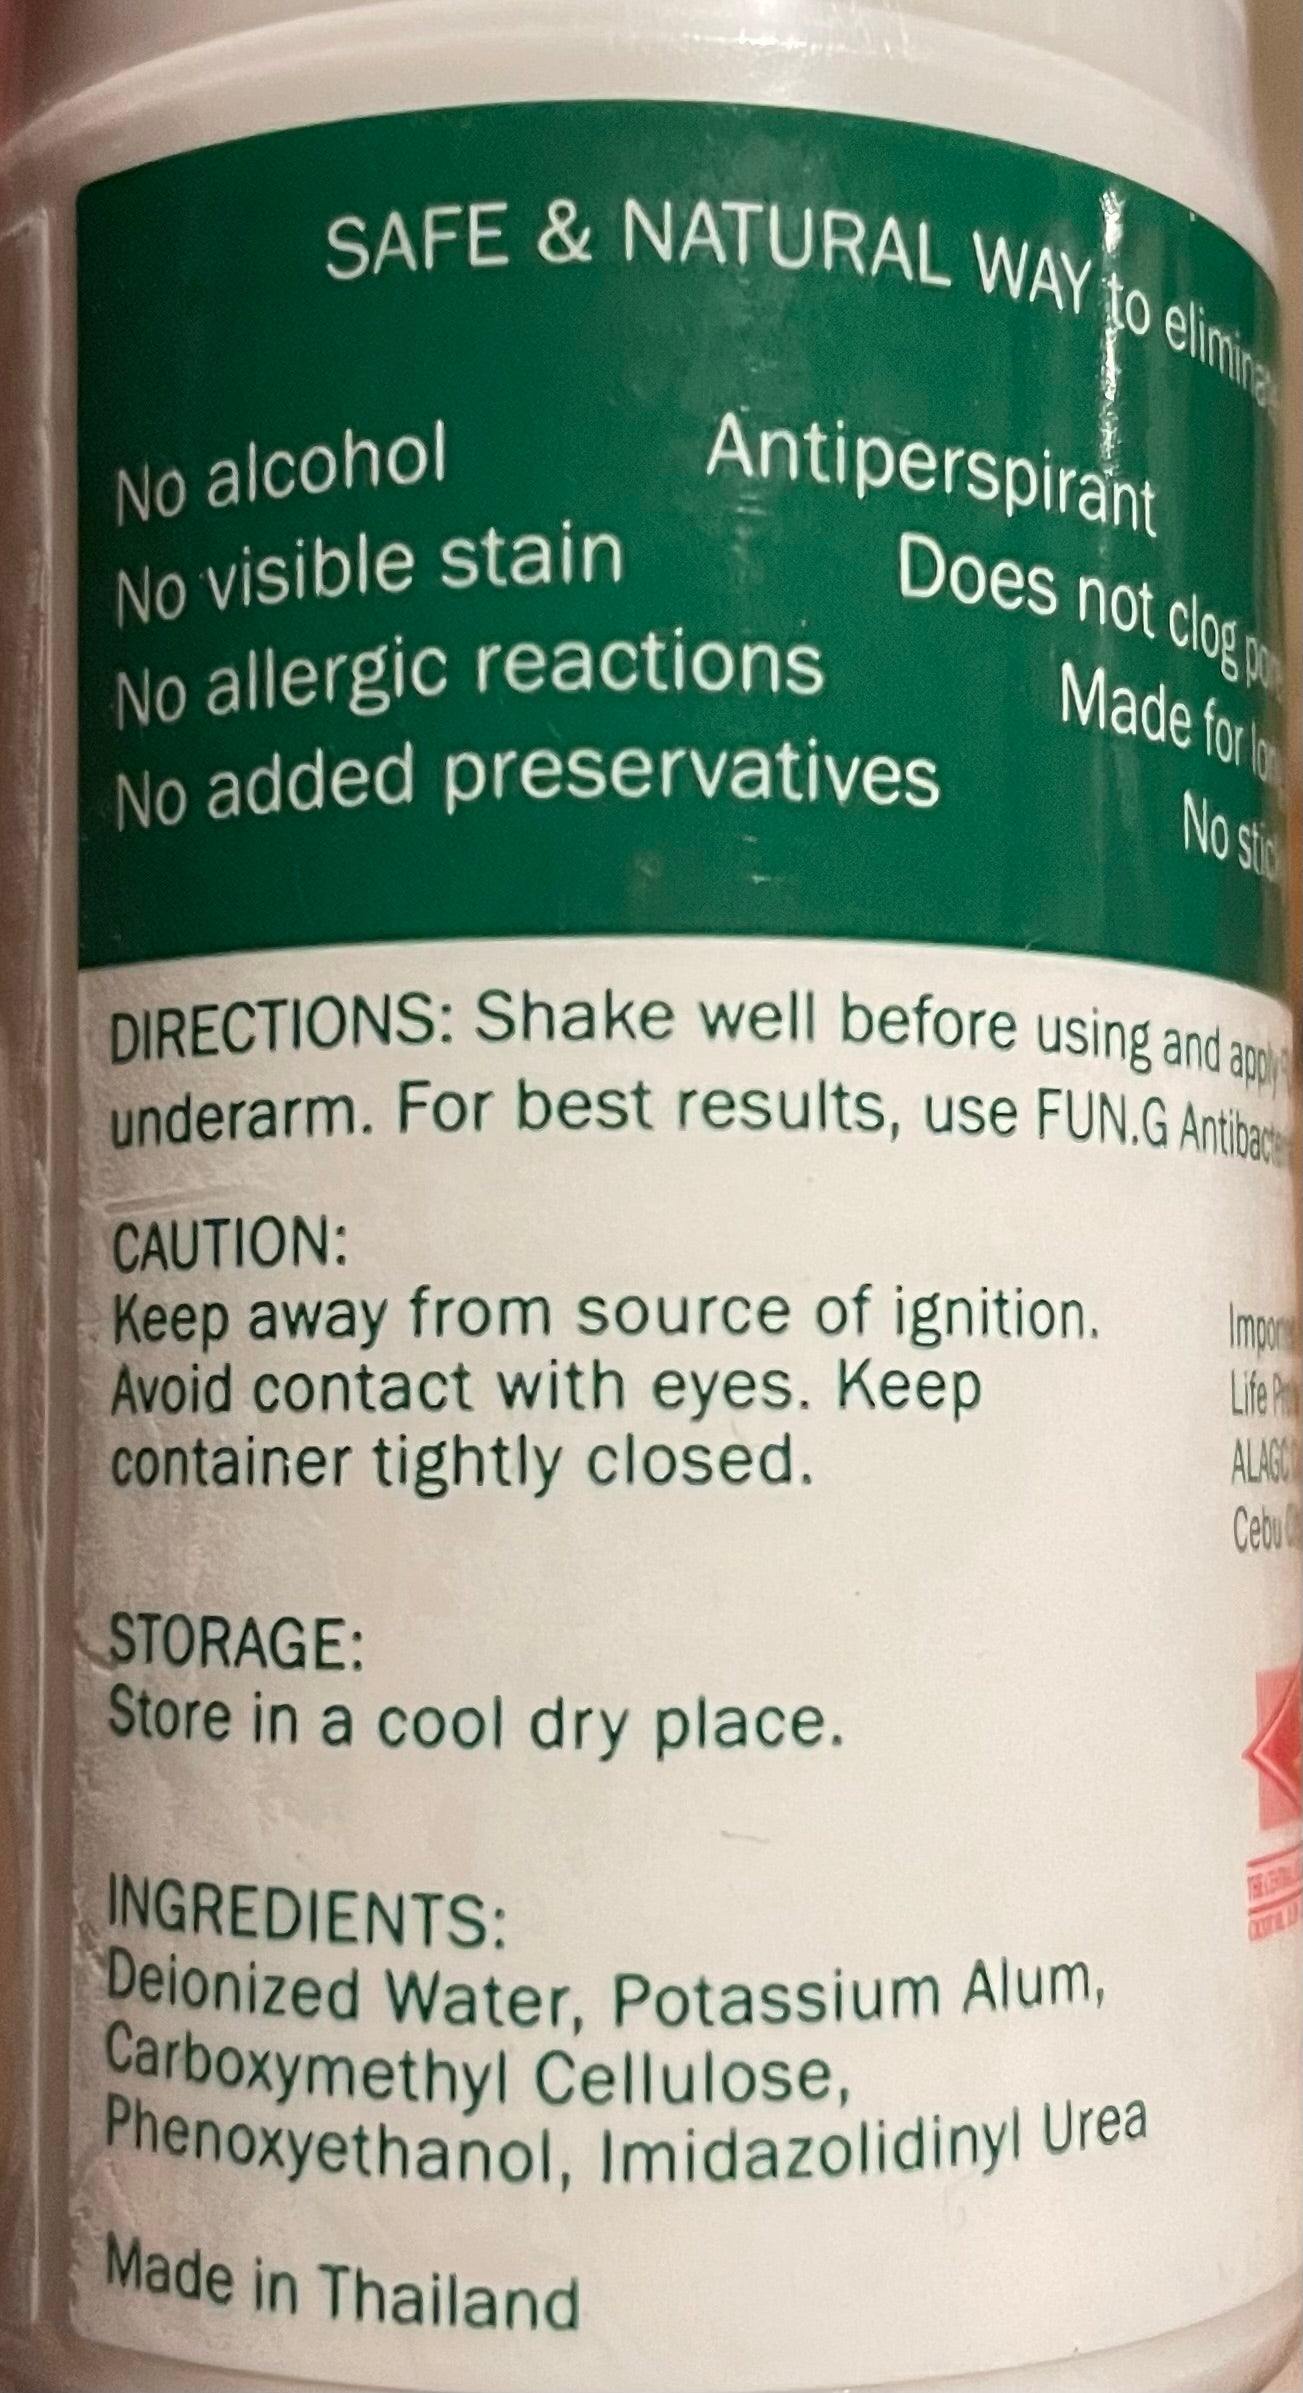 SAFE & NATURAL WAY to
No alcohol
Antiperspirant
No visible stain
Does not clog
No allergic reactions
Made for
No added preservatives
No
DIRECTIONS: Shake well before using and apply
underarm. For best results, use FUN.G
CAUTION:
Keep away from source of ignition.
Avoid contact with eyes. Keep
container tightly closed.
Life
Cebu
STORAGE:
Store in a cool dry place.
INGREDIENTS:
Deionized Water, Potassium Alum,
Carboxymethyl Cellulose,
Phenoxyethanol, Imidazolidinyl Urea
Made in Thailand